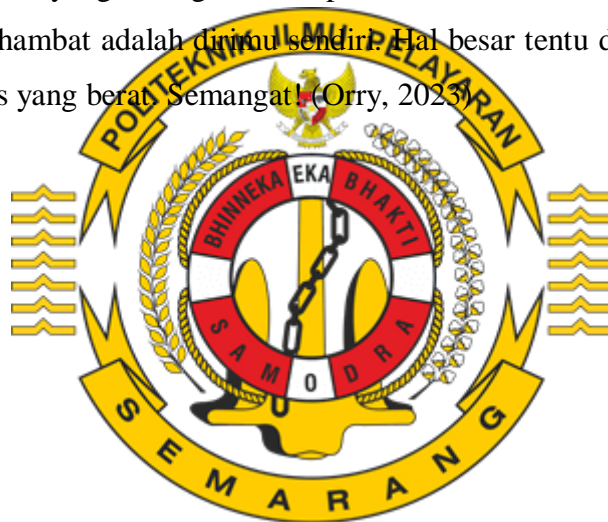 hambat adalah dirimu sendiri. Hal besar tentu d
s yang berat. Semangat! (Orry, 2023)
POLITEKNIK ILMU PELAYARAN
BHINNEKA EKA BHAKTI
SAMODRA
SEMARANG